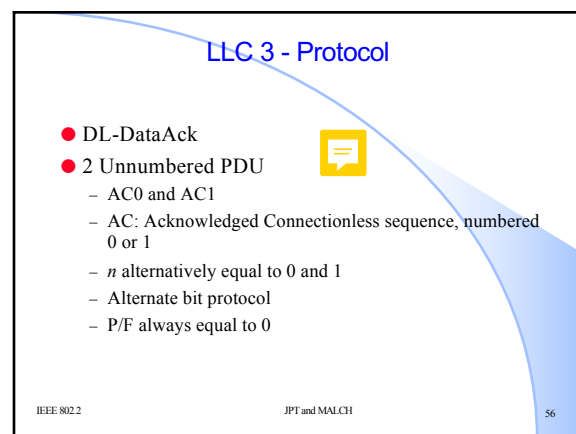 LLC 3 - Protocol
DL-DataAck
2 Unnumbered PDU
– AC0 and AC1
– AC: Acknowledged Connectionless sequence, numbered
0 or 1
– n alternatively equal to 0 and 1
– Alternate bit protocol
– P/F always equal to 0
IEEE 802.2
JPT and MALCH
56